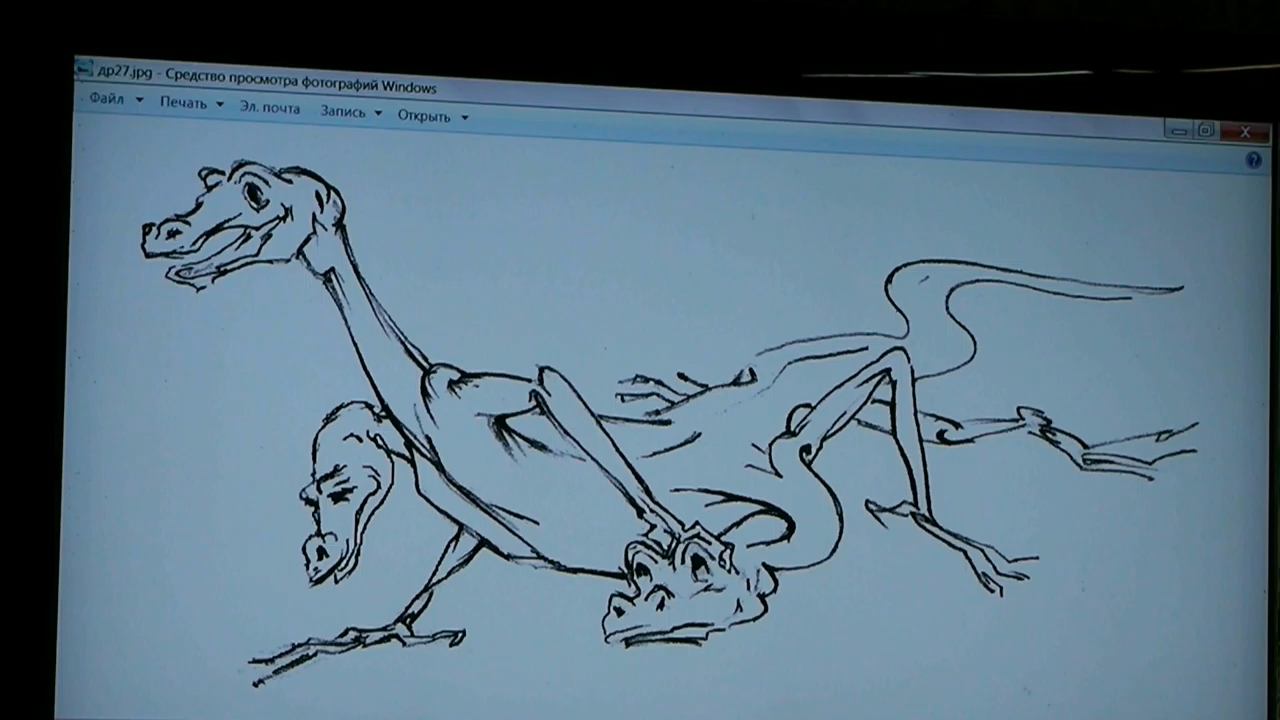 др27.jpg - Средство просмотра фотографий Windows
Файл Печать Эл. почта Запись Открыть